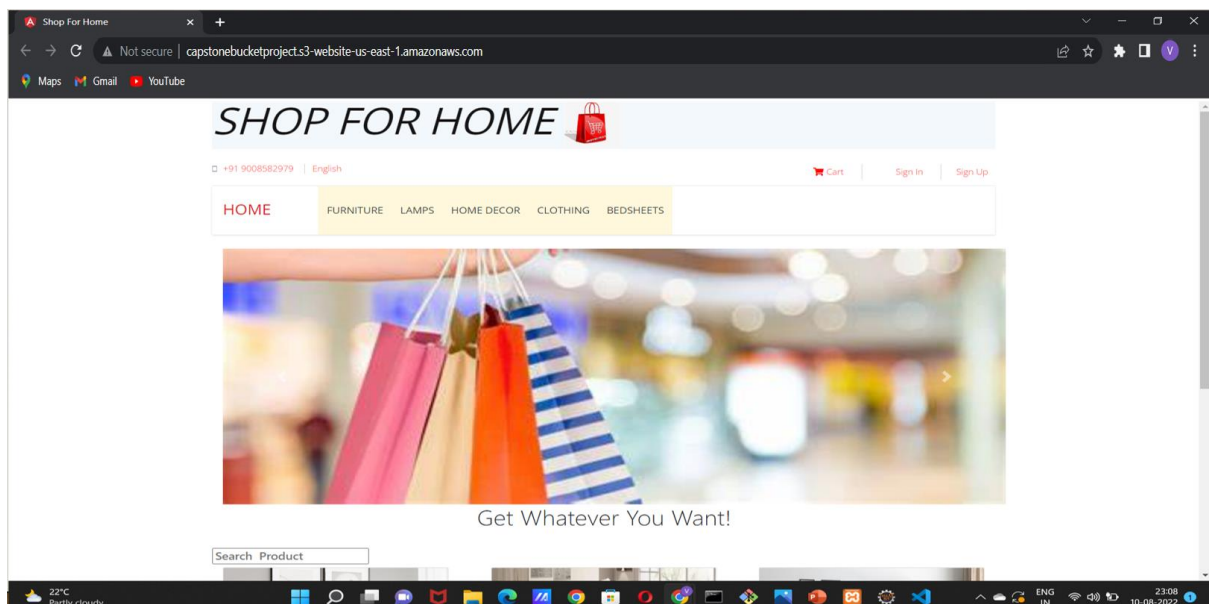 Shop For Home
Not secure | capstonebucketproject.s3-website-us-east-1.amazonaws.com
V
Maps Gmail YouTube
SHOP FOR HOME
+91 9008582979 | English
Cart Sign In Sign Up
HOME FURNITURE LAMPS HOME DECOR CLOTHING BEDSHEETS
Get Whatever You Want!
Search Product
22°C
Partly cloudy
ENG
IN
23:08
10-08-2022
1